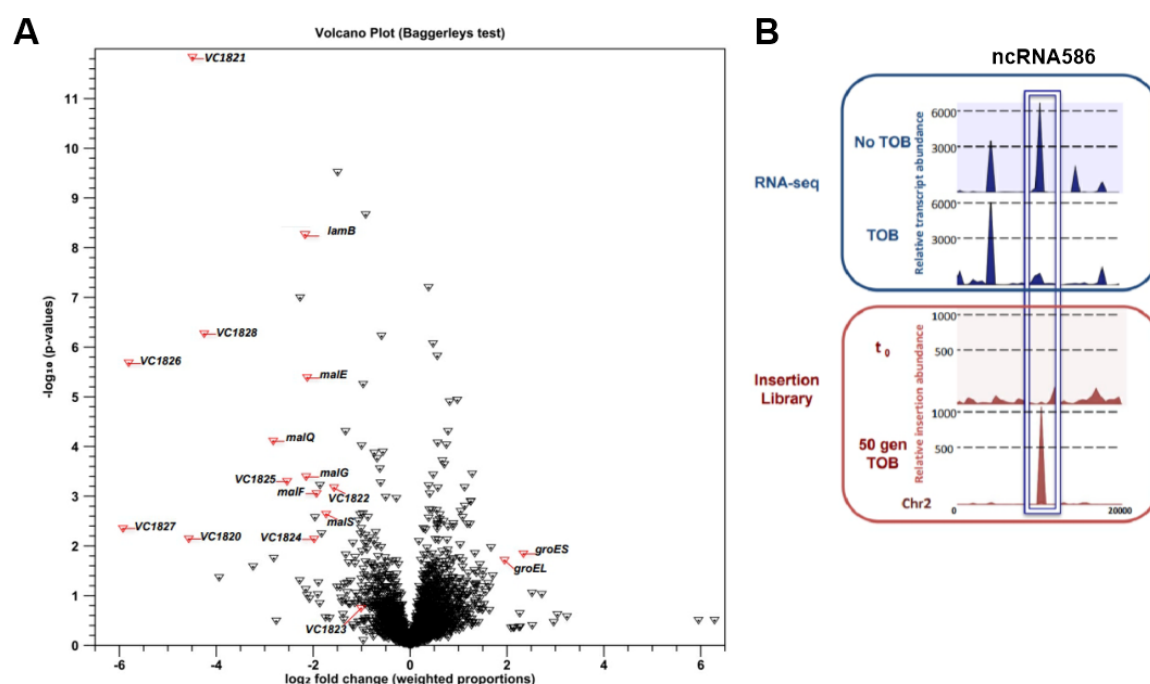 A
Volcano Plot (Baggerleys test)
-log₁₀ (p-values)
11
10
9
8
7
6
5
4
3
2
1
0
-6
-4
-2
0
2
4
6
log₂ fold change (weighted proportions)
VC1821
lamB
VC1828
VC1826
malE
malQ
malG
VC1825
malF
VC1822
malS
VC1827
VC1820
VC1824
groES
groEL
VC1823
B
ncRNA586
RNA-seq
No TOB
TOB
Relative transcript abundance
6000
3000
6000
3000
Insertion
Library
t₀
50 gen
TOB
Relative insertion abundance
1000
500
1000
500
Chr2
0
20000